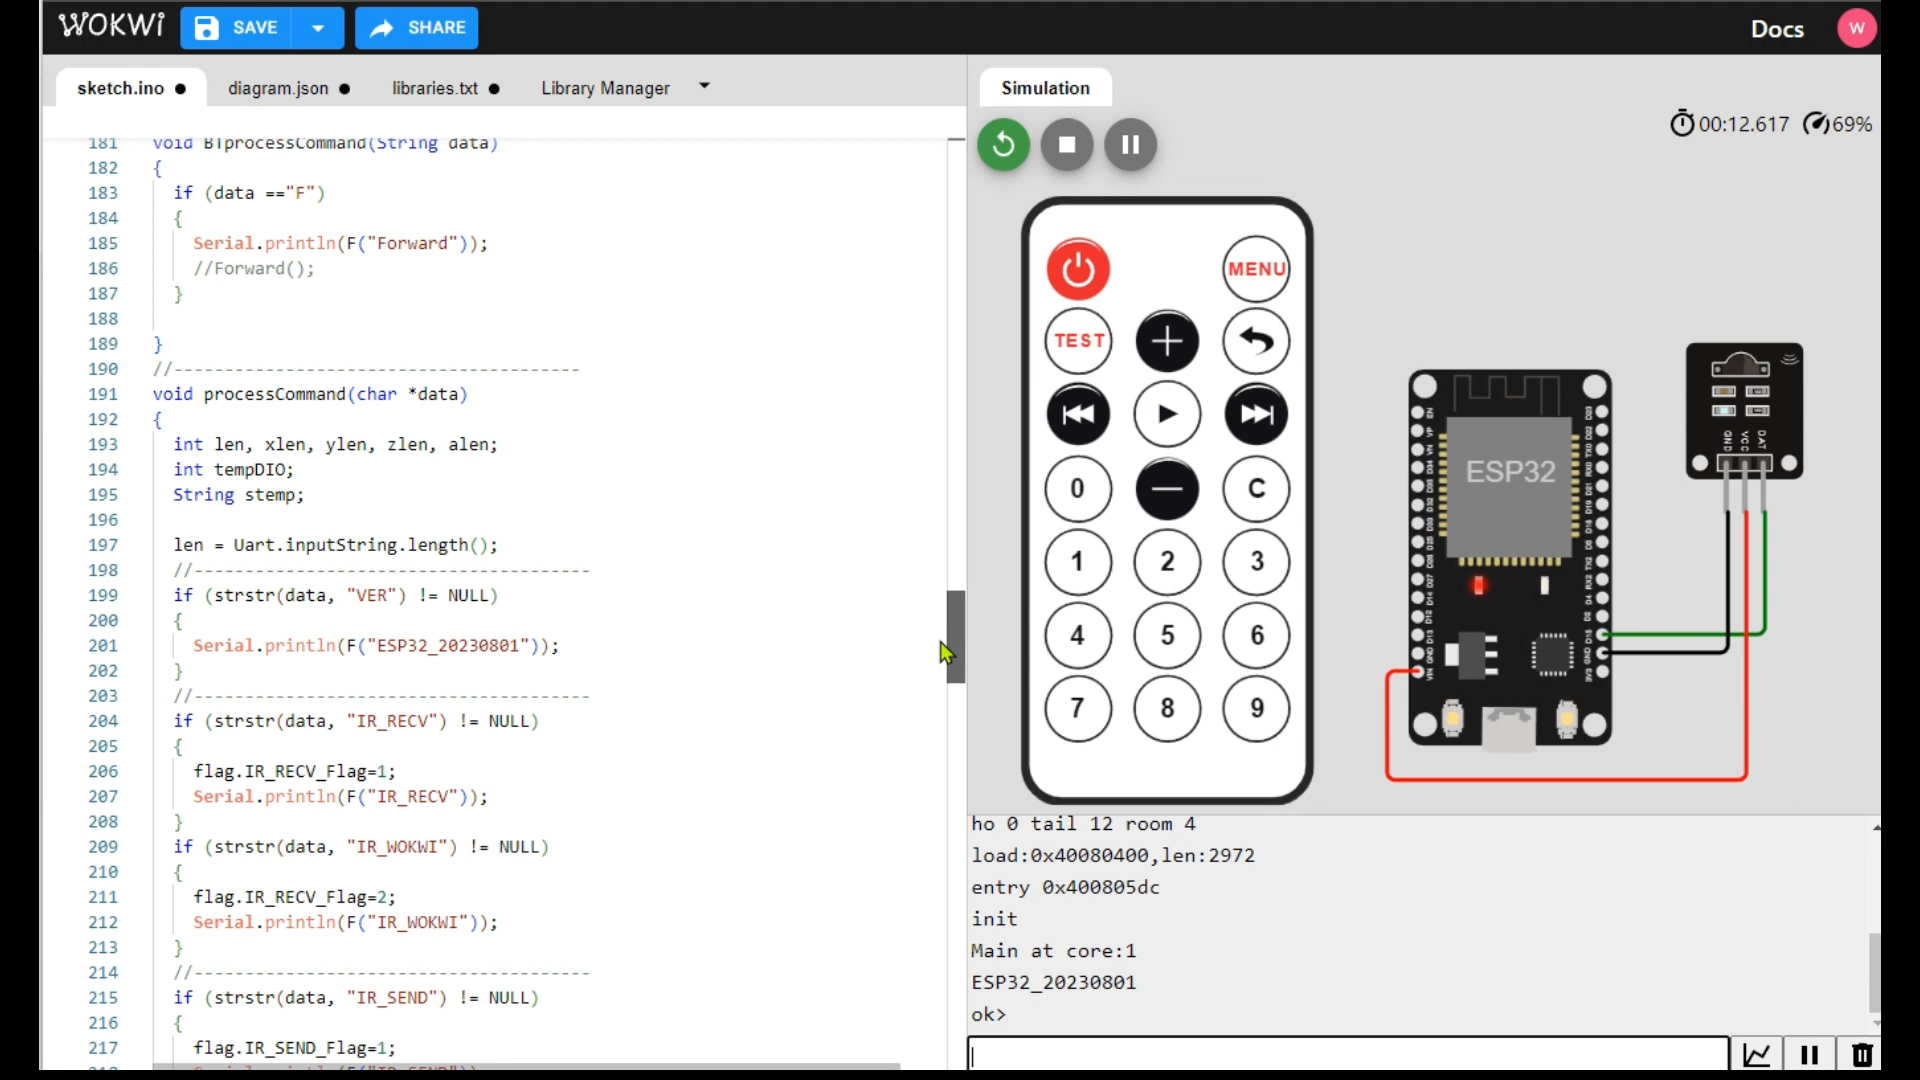 WOKWi
SAVE
SHARE
Docs
W
sketch.ino
diagram.json
libraries.txt
Library Manager
181 void BTprocessCommand(String data)
182 {
183 if (data =="F")
184 {
185 Serial.println(F("Forward"));
186 //Forward();
187 }
188
189 }
190 //----------------------------------------
191 void processCommand(char *data)
192 {
193 int len, xlen, ylen, zlen, alen;
194 int tempDIO;
195 String stemp;
196
197 len = Uart.inputString.length();
198 //---------------------------------------
199 if (strstr(data, "VER") != NULL)
200 {
201 Serial.println(F("ESP32_20230801"));
202 }
203 //---------------------------------------
204 if (strstr(data, "IR_RECV") != NULL)
205 {
206 flag.IR_RECV_Flag=1;
207 Serial.println(F("IR_RECV"));
208 }
209 if (strstr(data, "IR_WOKWI") != NULL)
210 {
211 flag.IR_RECV_Flag=2;
212 Serial.println(F("IR_WOKWI"));
213 }
214 //---------------------------------------
215 if (strstr(data, "IR_SEND") != NULL)
216 {
217 flag.IR_SEND_Flag=1;
Simulation
00:12.617
69%
MENU
TEST
0
C
1
2
3
4
5
6
7
8
9
ESP32
GND
VCC
DAT
ho 0 tail 12 room 4
load:0x40080400,len:2972
entry 0x400805dc
init
Main at core:1
ESP32_20230801
ok>